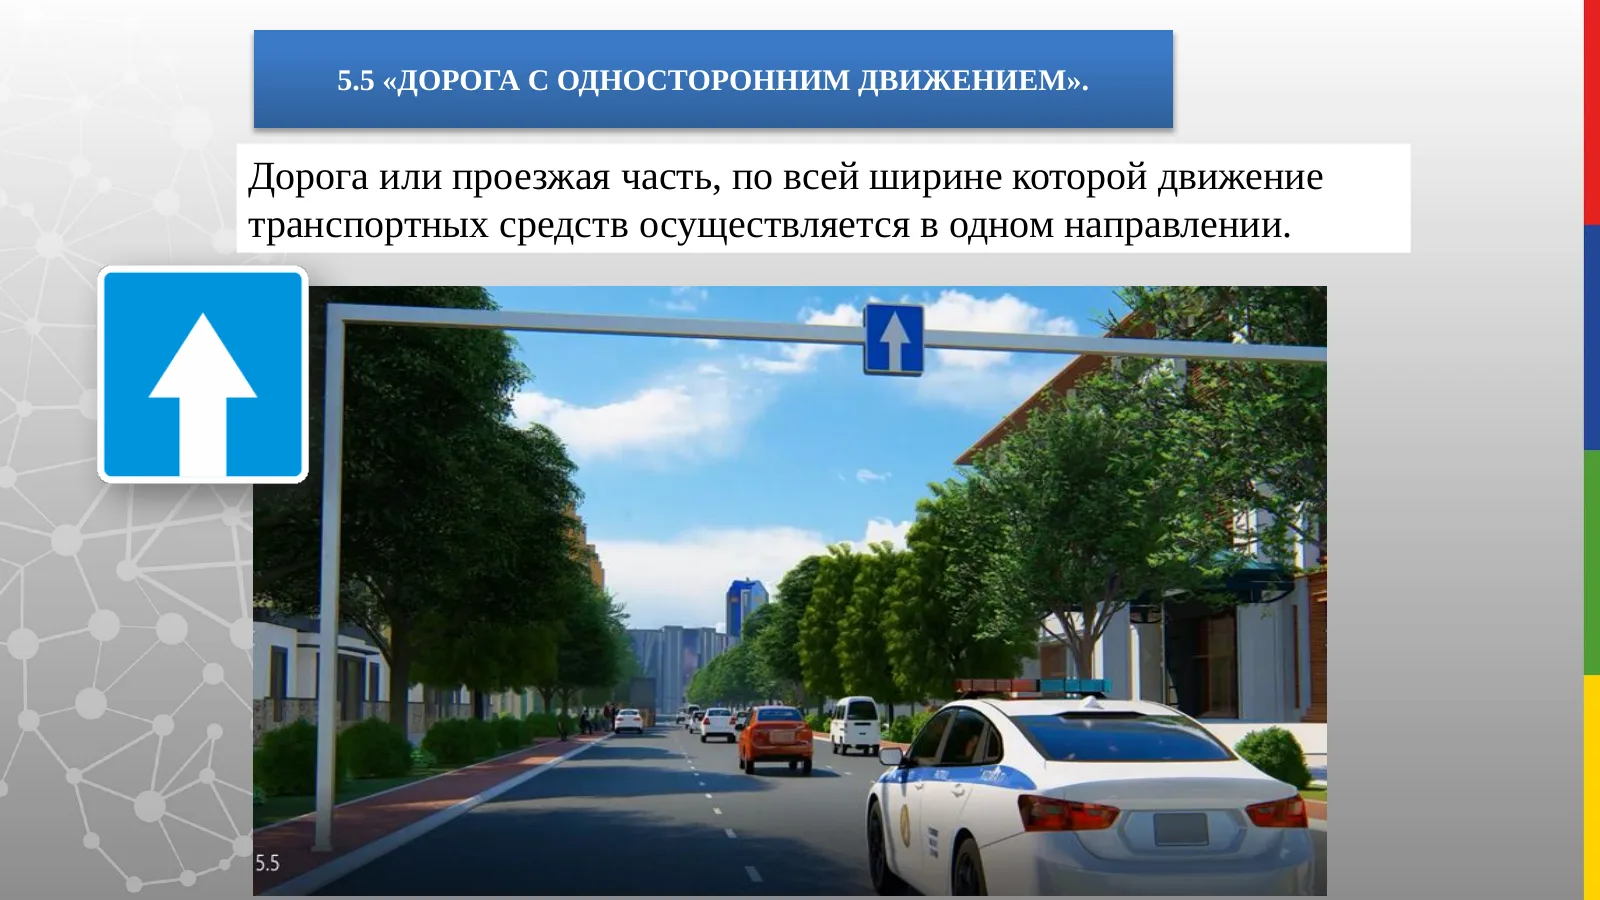 5.5 «ДОРОГА С ОДНОСТОРОННИМ ДВИЖЕНИЕМ».
Дорога или проезжая часть, по всей ширине которой движение
транспортных средств осуществляется в одном направлении.
5.5